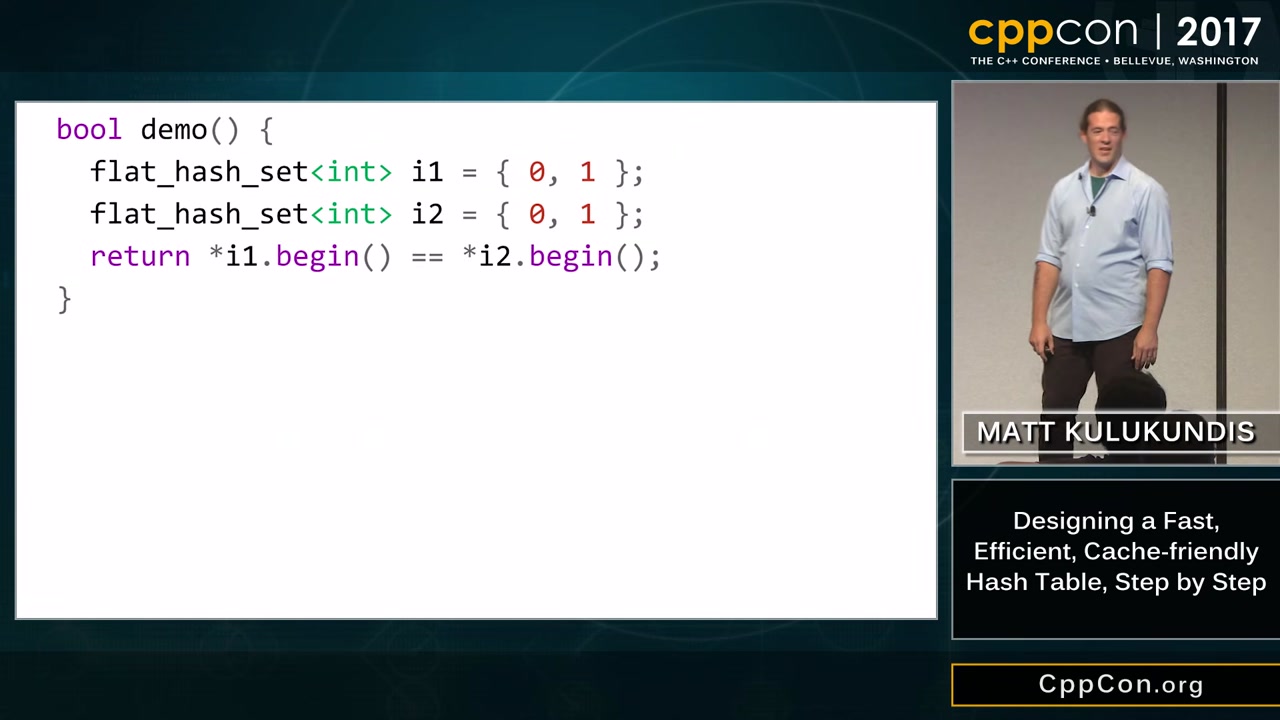 cppcon | 2017
THE C++ CONFERENCE • BELLEVUE, WASHINGTON
bool demo() {
  flat_hash_set<int> i1 = { 0, 1 };
  flat_hash_set<int> i2 = { 0, 1 };
  return *i1.begin() == *i2.begin();
}
MATT KULUKUNDIS
Designing a Fast,
Efficient, Cache-friendly
Hash Table, Step by Step
CppCon.org